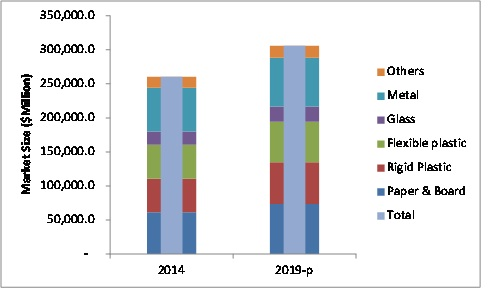 350,000.0
300,000.0
250,000.0
200,000.0
150,000.0
100,000.0
50,000.0
-
Market Size ($ Million)
2014
2019-p
Others
Metal
Glass
Flexible plastic
Rigid Plastic
Paper & Board
Total